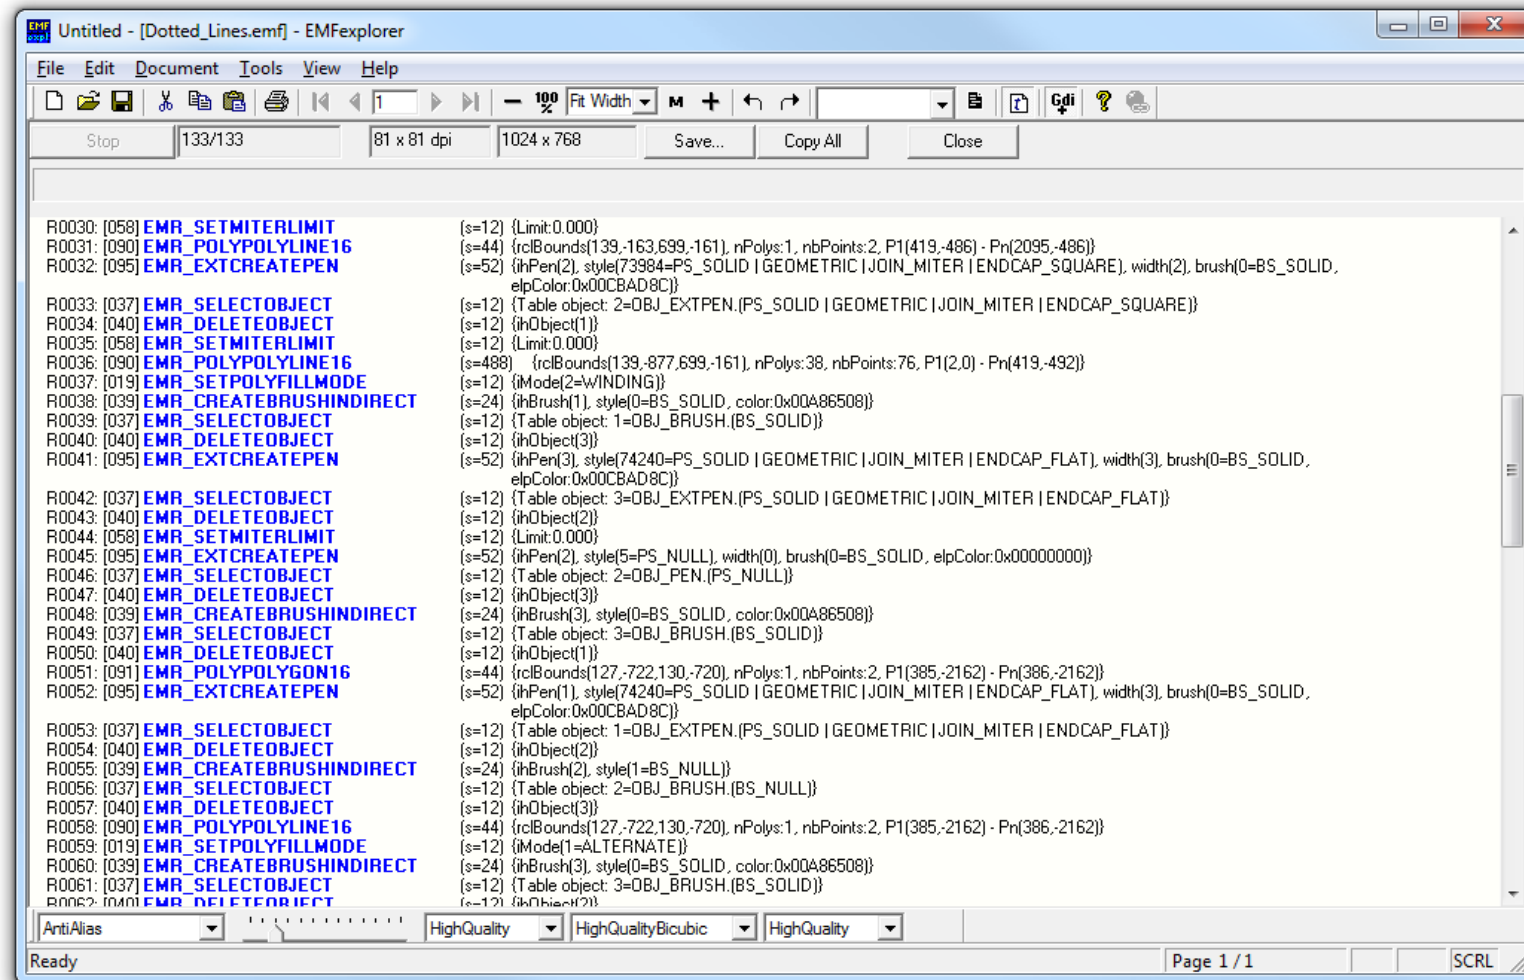 EMF
expl
Untitled - [Dotted_Lines.emf] - EMFexplorer
File Edit Document Tools View Help
1 100 % Fit Width M t Gdi ?
Stop 133/133 81 x 81 dpi 1024 x 768 Save... Copy All Close
R0030: [058] EMR_SETMITERLIMIT (s=12) {Limit:0.000}
R0031: [090] EMR_POLYPOLYLINE16 (s=44) {rclBounds(139,-163,699,-161), nPolys:1, nbPoints:2, P1(419,-486) - Pn(2095,-486)}
R0032: [095] EMR_EXTCREATEPEN (s=52) {ihPen(2), style(73984=PS_SOLID | GEOMETRIC | JOIN_MITER | ENDCAP_SQUARE), width(2), brush(0=BS_SOLID,
elpColor:0x00CBAD8C)}
R0033: [037] EMR_SELECTOBJECT (s=12) {Table object: 2=OBJ_EXTPEN.(PS_SOLID | GEOMETRIC | JOIN_MITER | ENDCAP_SQUARE)}
R0034: [040] EMR_DELETEOBJECT (s=12) {ihObject(1)}
R0035: [058] EMR_SETMITERLIMIT (s=12) {Limit:0.000}
R0036: [090] EMR_POLYPOLYLINE16 (s=488) {rclBounds(139,-877,699,-161), nPolys:38, nbPoints:76, P1(2,0) - Pn(419,-492)}
R0037: [019] EMR_SETPOLYFILLMODE (s=12) {iMode(2=WINDING)}
R0038: [039] EMR_CREATEBRUSHINDIRECT (s=24) {ihBrush(1), style(0=BS_SOLID, color:0x00A86508)}
R0039: [037] EMR_SELECTOBJECT (s=12) {Table object: 1=OBJ_BRUSH.(BS_SOLID)}
R0040: [040] EMR_DELETEOBJECT (s=12) {ihObject(3)}
R0041: [095] EMR_EXTCREATEPEN (s=52) {ihPen(3), style(74240=PS_SOLID | GEOMETRIC | JOIN_MITER | ENDCAP_FLAT), width(3), brush(0=BS_SOLID,
elpColor:0x00CBAD8C)}
R0042: [037] EMR_SELECTOBJECT (s=12) {Table object: 3=OBJ_EXTPEN.(PS_SOLID | GEOMETRIC | JOIN_MITER | ENDCAP_FLAT)}
R0043: [040] EMR_DELETEOBJECT (s=12) {ihObject(2)}
R0044: [058] EMR_SETMITERLIMIT (s=12) {Limit:0.000}
R0045: [095] EMR_EXTCREATEPEN (s=52) {ihPen(2), style(5=PS_NULL), width(0), brush(0=BS_SOLID, elpColor:0x00000000)}
R0046: [037] EMR_SELECTOBJECT (s=12) {Table object: 2=OBJ_PEN.(PS_NULL)}
R0047: [040] EMR_DELETEOBJECT (s=12) {ihObject(3)}
R0048: [039] EMR_CREATEBRUSHINDIRECT (s=24) {ihBrush(3), style(0=BS_SOLID, color:0x00A86508)}
R0049: [037] EMR_SELECTOBJECT (s=12) {Table object: 3=OBJ_BRUSH.(BS_SOLID)}
R0050: [040] EMR_DELETEOBJECT (s=12) {ihObject(1)}
R0051: [091] EMR_POLYPOLYGON16 (s=44) {rclBounds(127,-722,130,-720), nPolys:1, nbPoints:2, P1(385,-2162) - Pn(386,-2162)}
R0052: [095] EMR_EXTCREATEPEN (s=52) {ihPen(1), style(74240=PS_SOLID | GEOMETRIC | JOIN_MITER | ENDCAP_FLAT), width(3), brush(0=BS_SOLID,
elpColor:0x00CBAD8C)}
R0053: [037] EMR_SELECTOBJECT (s=12) {Table object: 1=OBJ_EXTPEN.(PS_SOLID | GEOMETRIC | JOIN_MITER | ENDCAP_FLAT)}
R0054: [040] EMR_DELETEOBJECT (s=12) {ihObject(2)}
R0055: [039] EMR_CREATEBRUSHINDIRECT (s=24) {ihBrush(2), style(1=BS_NULL)}
R0056: [037] EMR_SELECTOBJECT (s=12) {Table object: 2=OBJ_BRUSH.(BS_NULL)}
R0057: [040] EMR_DELETEOBJECT (s=12) {ihObject(3)}
R0058: [090] EMR_POLYPOLYLINE16 (s=44) {rclBounds(127,-722,130,-720), nPolys:1, nbPoints:2, P1(385,-2162) - Pn(386,-2162)}
R0059: [019] EMR_SETPOLYFILLMODE (s=12) {iMode(1=ALTERNATE)}
R0060: [039] EMR_CREATEBRUSHINDIRECT (s=24) {ihBrush(3), style(0=BS_SOLID, color:0x00A86508)}
R0061: [037] EMR_SELECTOBJECT (s=12) {Table object: 3=OBJ_BRUSH.(BS_SOLID)}
R0062: [040] EMR_DELETEOBJECT (s=12) {ihObject(2)}
AntiAlias HighQuality HighQualityBicubic HighQuality
Ready Page 1 / 1 SCRL